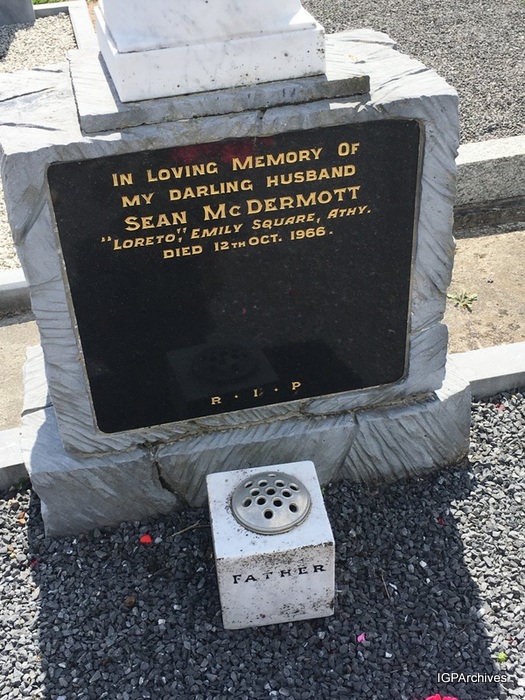 IN LOVING MEMORY OF
MY DARLING HUSBAND
SEAN McDERMOTT
"LORETO", EMILY SQUARE, ATHY.
DIED 12TH OCT. 1966.
R·I·P
FATHER
IGPArchives